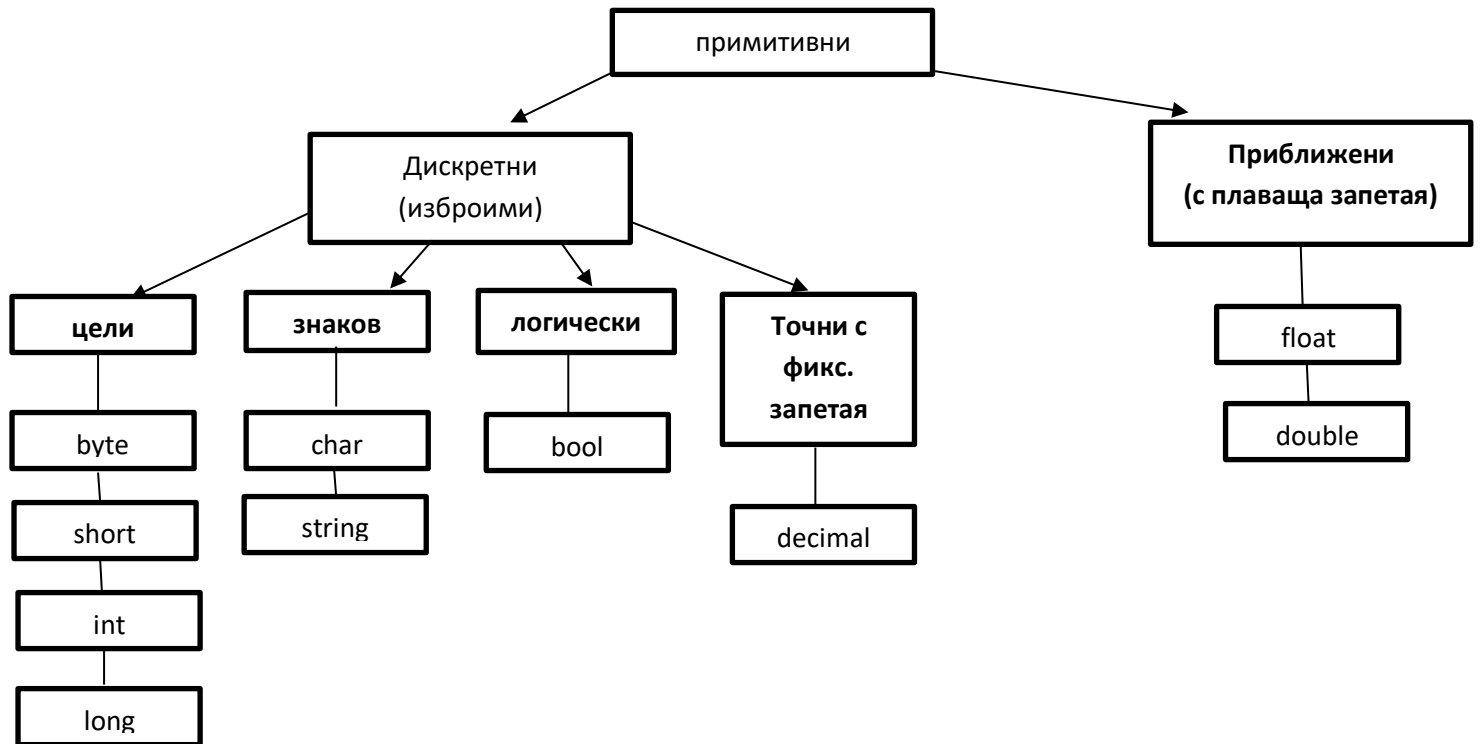 примитивни
Дискретни
(изброими)
Приближени
(с плаваща запетая)
цели
знаков
логически
Точни с
фикс.
запетая
float
byte
char
bool
double
short
string
decimal
int
long